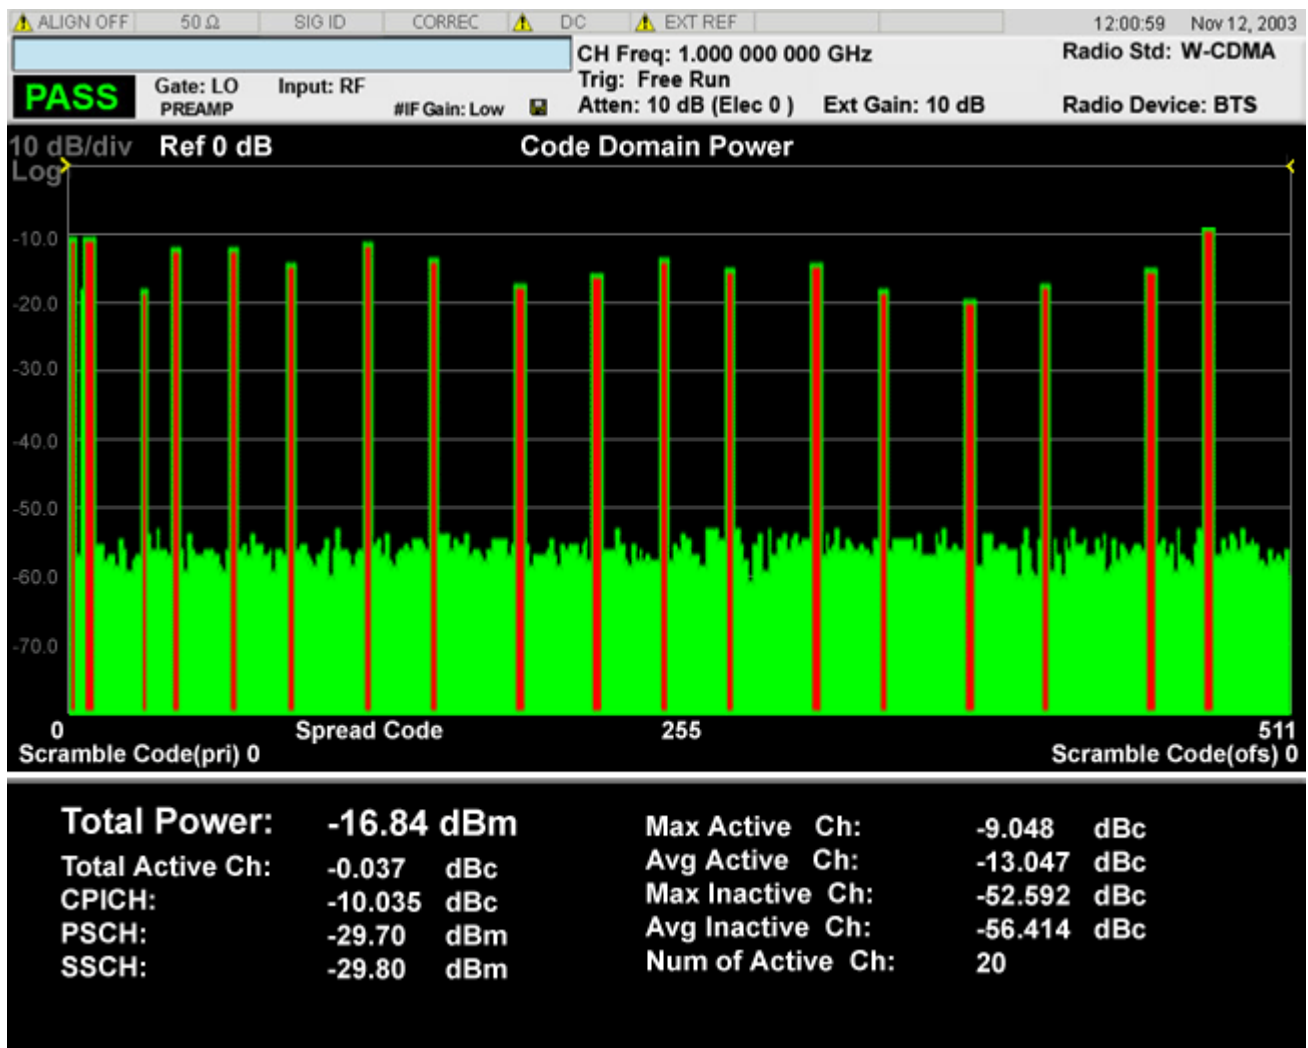 ALIGN OFF 50 Ω SIG ID CORREC DC EXT REF 12:00:59 Nov 12, 2003
CH Freq: 1.000 000 000 GHz Radio Std: W-CDMA
PASS Gate: LO Input: RF Trig: Free Run
PREAMP #IF Gain: Low Atten: 10 dB (Elec 0 ) Ext Gain: 10 dB Radio Device: BTS
10 dB/div Ref 0 dB Code Domain Power
Log
-10.0
-20.0
-30.0
-40.0
-50.0
-60.0
-70.0
0 Spread Code 255 511
Scramble Code(pri) 0 Scramble Code(ofs) 0
Total Power: -16.84 dBm
Total Active Ch: -0.037 dBc
CPICH: -10.035 dBc
PSCH: -29.70 dBm
SSCH: -29.80 dBm
Max Active Ch: -9.048 dBc
Avg Active Ch: -13.047 dBc
Max Inactive Ch: -52.592 dBc
Avg Inactive Ch: -56.414 dBc
Num of Active Ch: 20